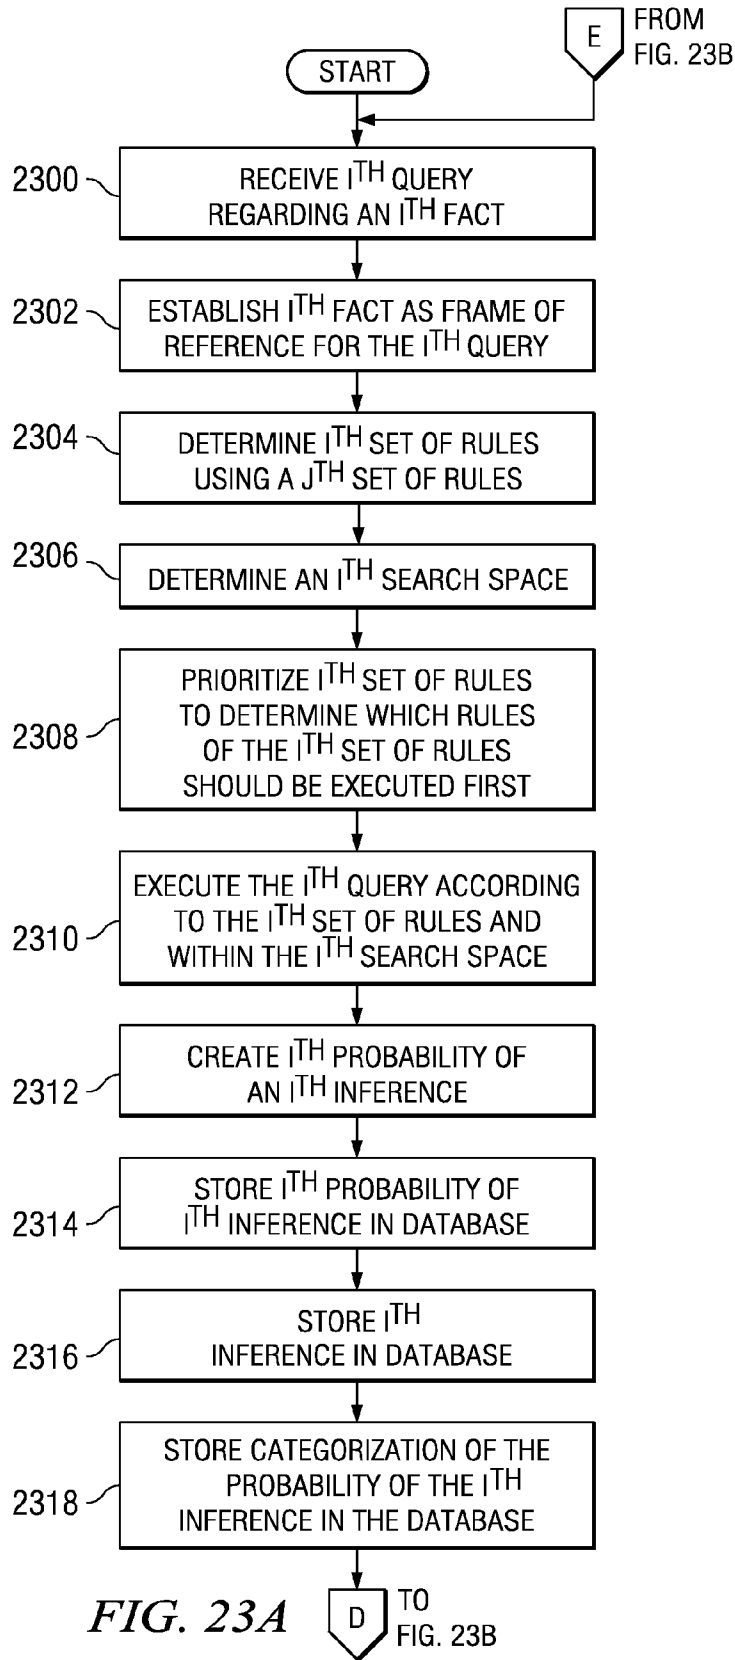 E
FROM
FIG. 23B
START
2300
RECEIVE I^TH QUERY
REGARDING AN I^TH FACT
2302
ESTABLISH I^TH FACT AS FRAME OF
REFERENCE FOR THE I^TH QUERY
2304
DETERMINE I^TH SET OF RULES
USING A J^TH SET OF RULES
2306
DETERMINE AN I^TH SEARCH SPACE
2308
PRIORITIZE I^TH SET OF RULES
TO DETERMINE WHICH RULES
OF THE I^TH SET OF RULES
SHOULD BE EXECUTED FIRST
2310
EXECUTE THE I^TH QUERY ACCORDING
TO THE I^TH SET OF RULES AND
WITHIN THE I^TH SEARCH SPACE
2312
CREATE I^TH PROBABILITY OF
AN I^TH INFERENCE
2314
STORE I^TH PROBABILITY OF
I^TH INFERENCE IN DATABASE
2316
STORE I^TH
INFERENCE IN DATABASE
2318
STORE CATEGORIZATION OF THE
PROBABILITY OF THE I^TH
INFERENCE IN THE DATABASE
FIG. 23A
D
TO
FIG. 23B